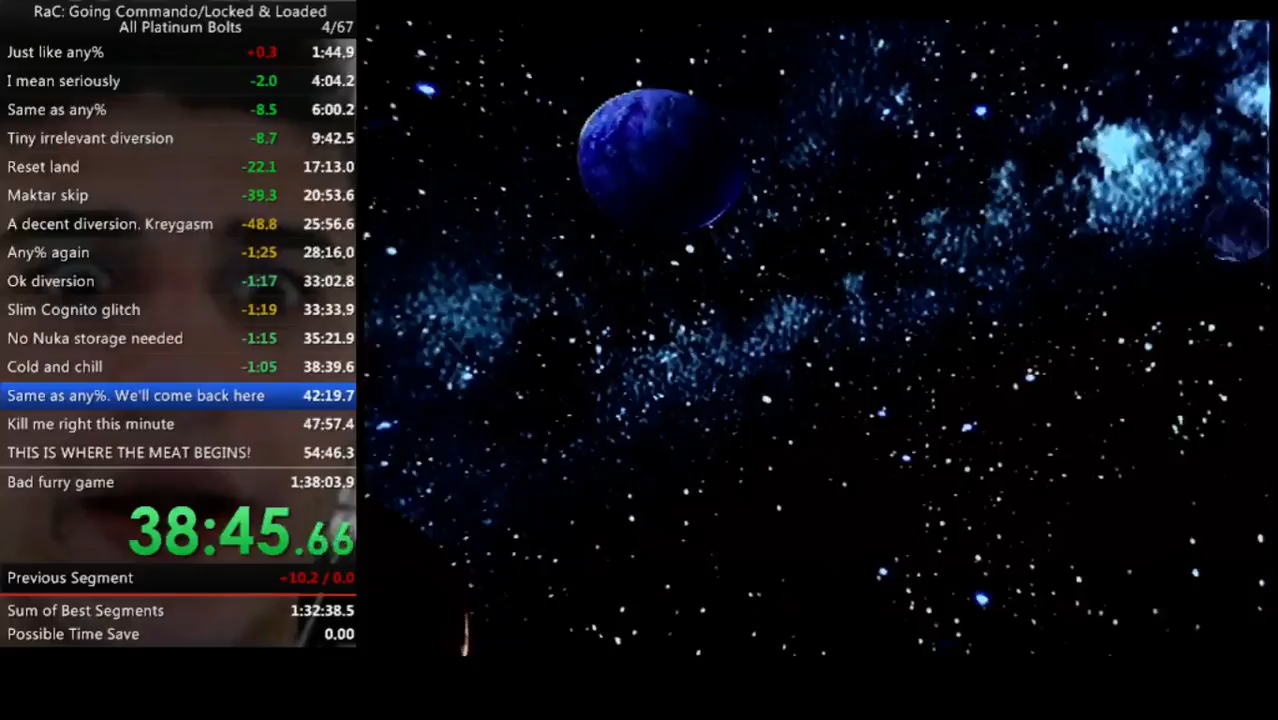 RaC: Going Commando/Locked & Loaded
All Platinum Bolts 4/67
Just like any% +0.3 1:44.9
I mean seriously -2.0 4:04.2
Same as any% -8.5 6:00.2
Tiny irrelevant diversion -8.7 9:42.5
Reset land -22.1 17:13.0
Maktar skip -39.3 20:53.6
A decent diversion. Kreygasm -48.8 25:56.6
Any% again -1:25 28:16.0
Ok diversion -1:17 33:02.8
Slim Cognito glitch -1:19 33:33.9
No Nuka storage needed -1:15 35:21.9
Cold and chill -1:05 38:39.6
Same as any%. We'll come back here 42:19.7
Kill me right this minute 47:57.4
THIS IS WHERE THE MEAT BEGINS! 54:46.3
Bad furry game 1:38:03.9
38:45.66
Previous Segment +10.2 / 0.0
Sum of Best Segments 1:32:38.5
Possible Time Save 0.00